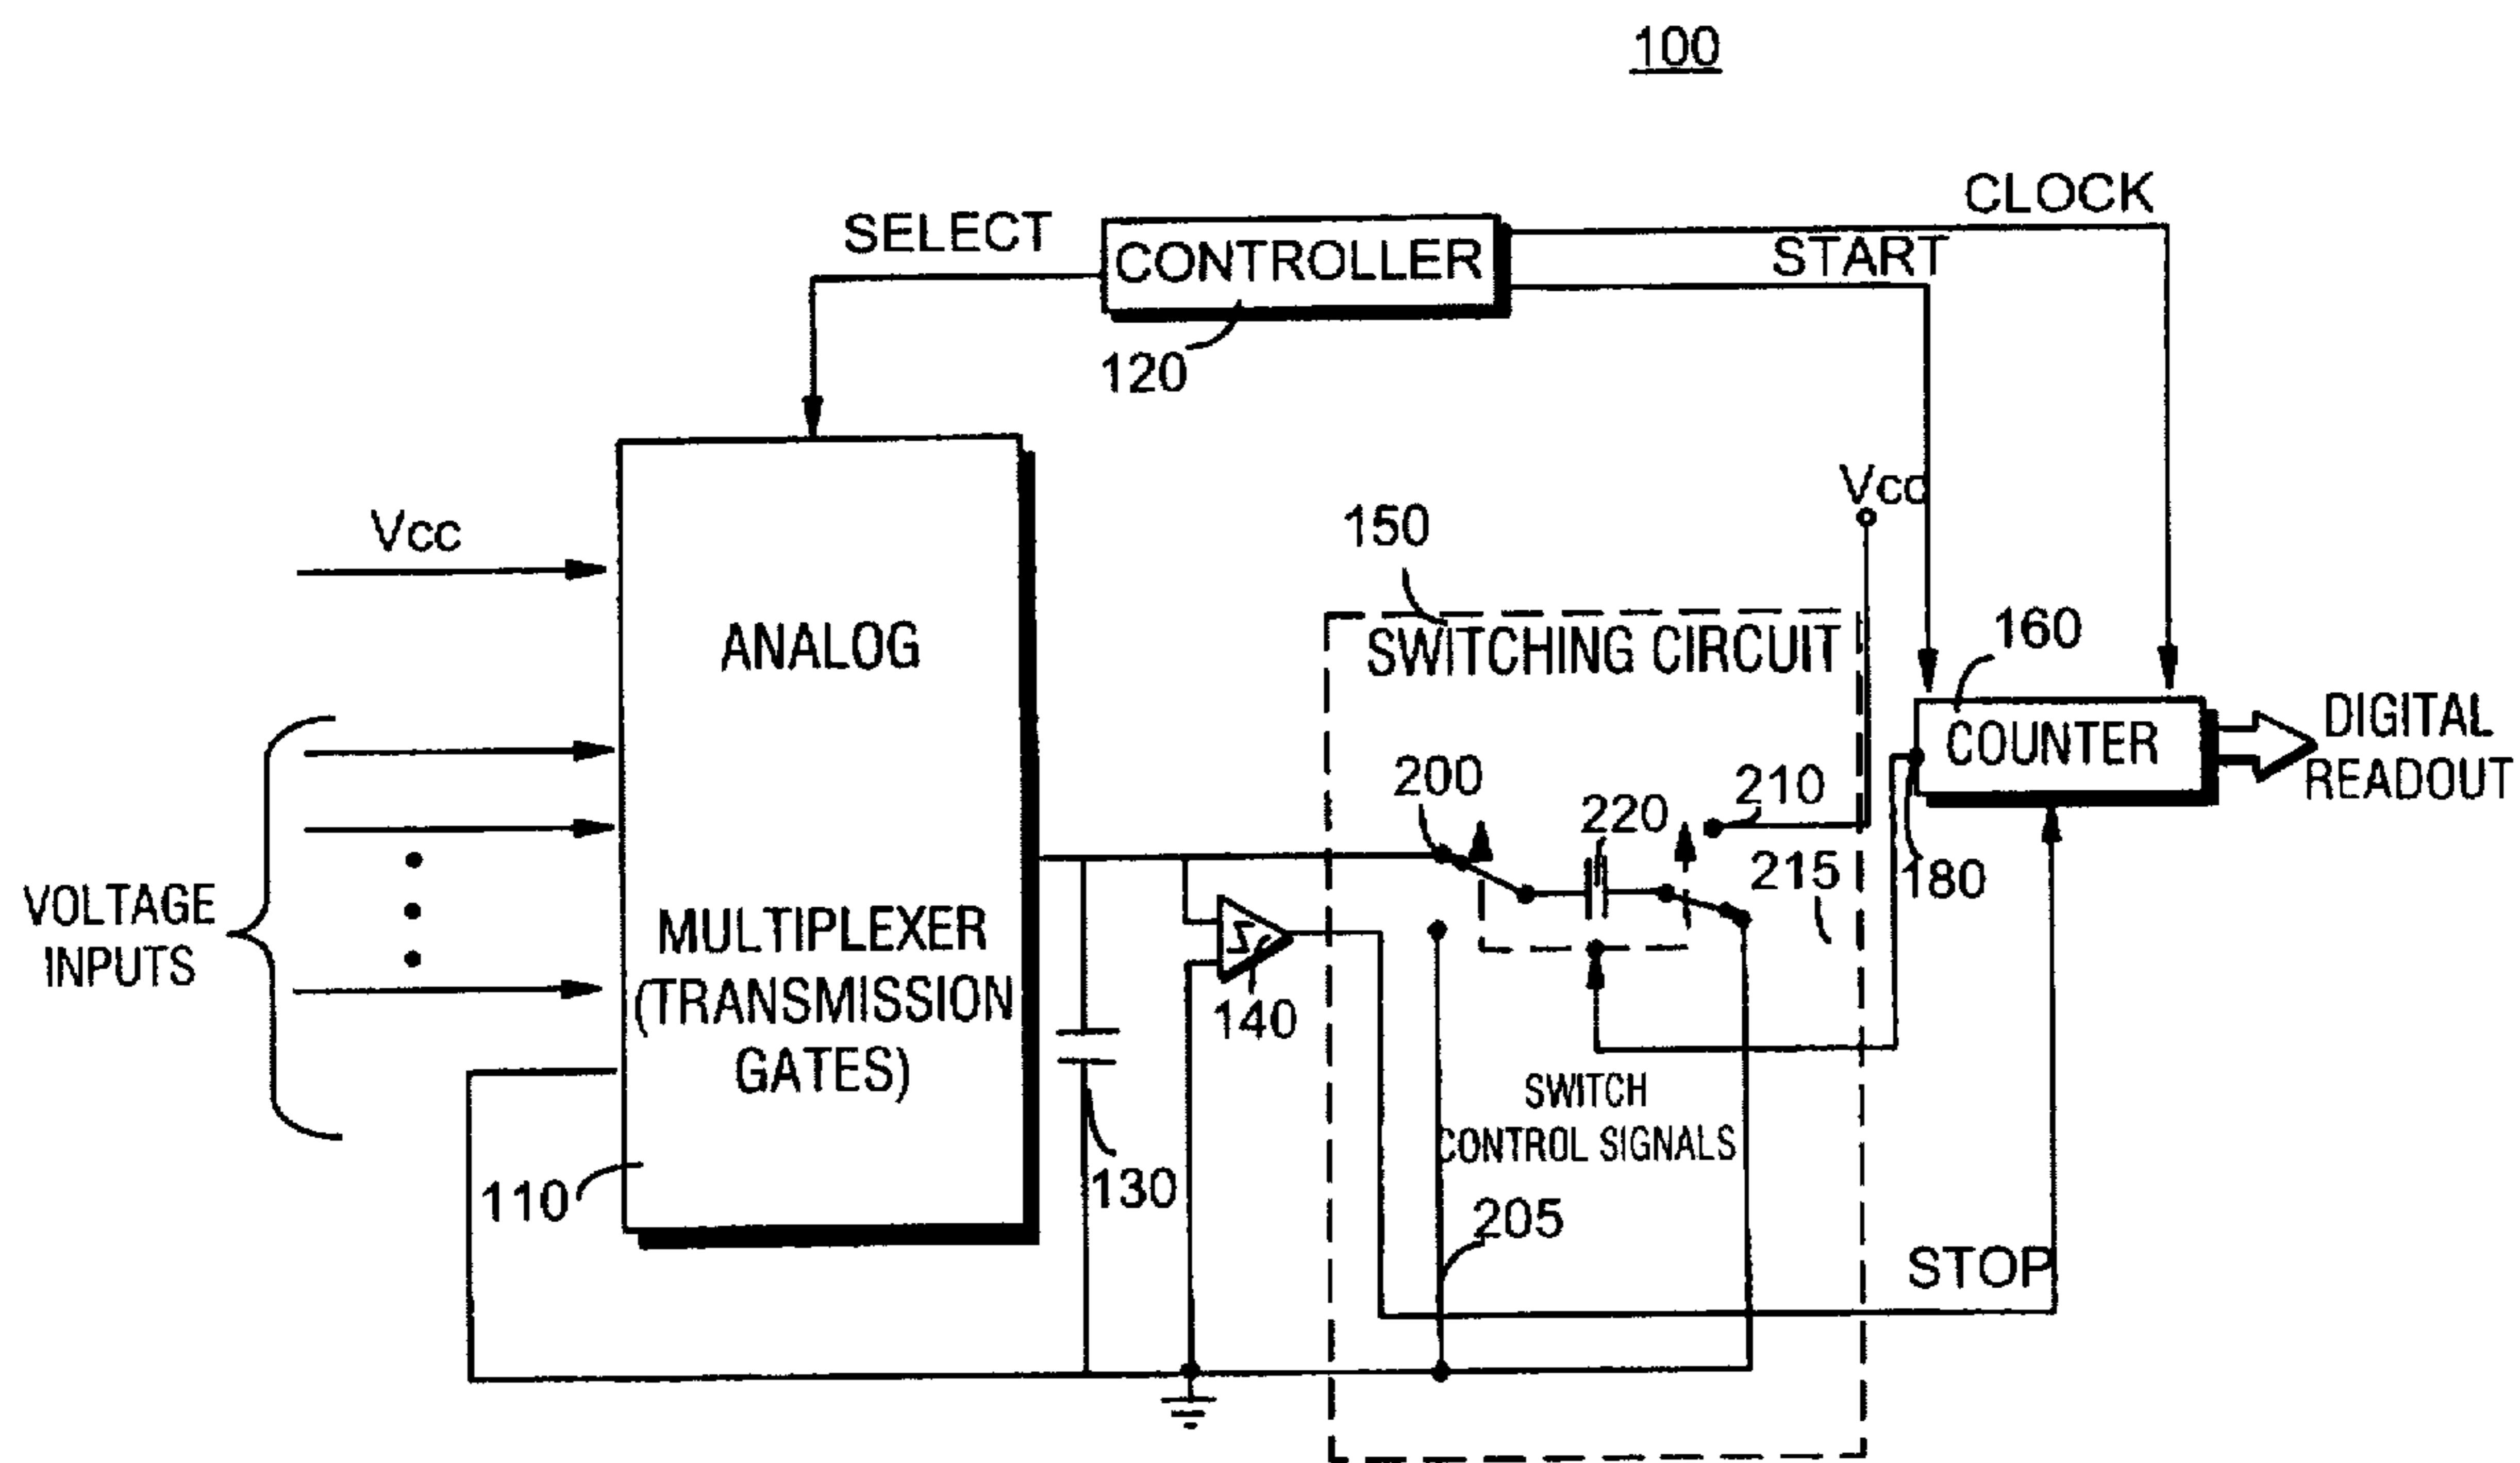 100
CLOCK
SELECT
CONTROLLER
START
120
Vcc
Vcc
150
ANALOG
SWITCHING CIRCUIT
160
COUNTER
DIGITAL
READOUT
200
210
220
215
180
VOLTAGE
INPUTS
MULTIPLEXER
(TRANSMISSION
GATES)
140
SWITCH
CONTROL SIGNALS
110
130
205
STOP